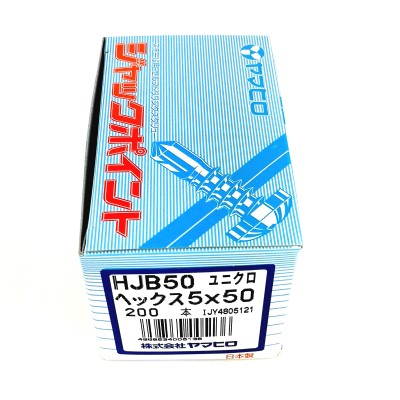 ヤマヒロ
ジャックポイント
HJB50 ユニクロ
ヘックス5×50
200 本 IJY4805121
株式会社ヤマヒロ
日本製